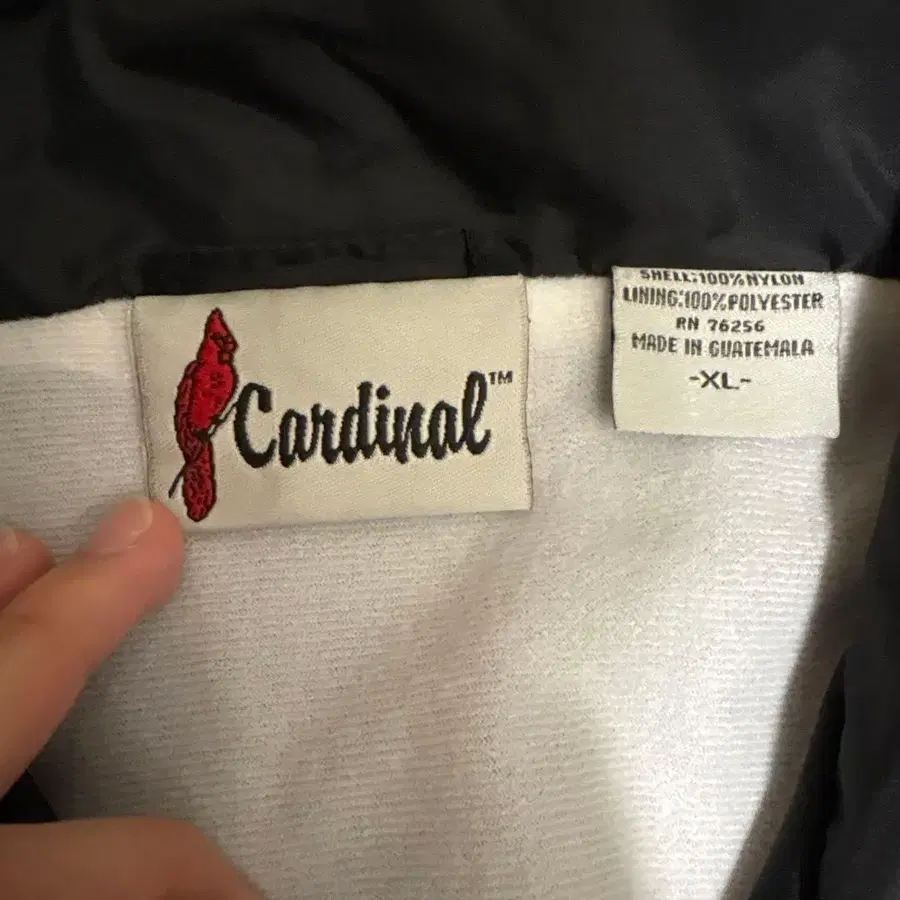 Cardinal™
SHELL:100%NYLON
LINING:100%POLYESTER
RN 76256
MADE IN GUATEMALA
-XL-